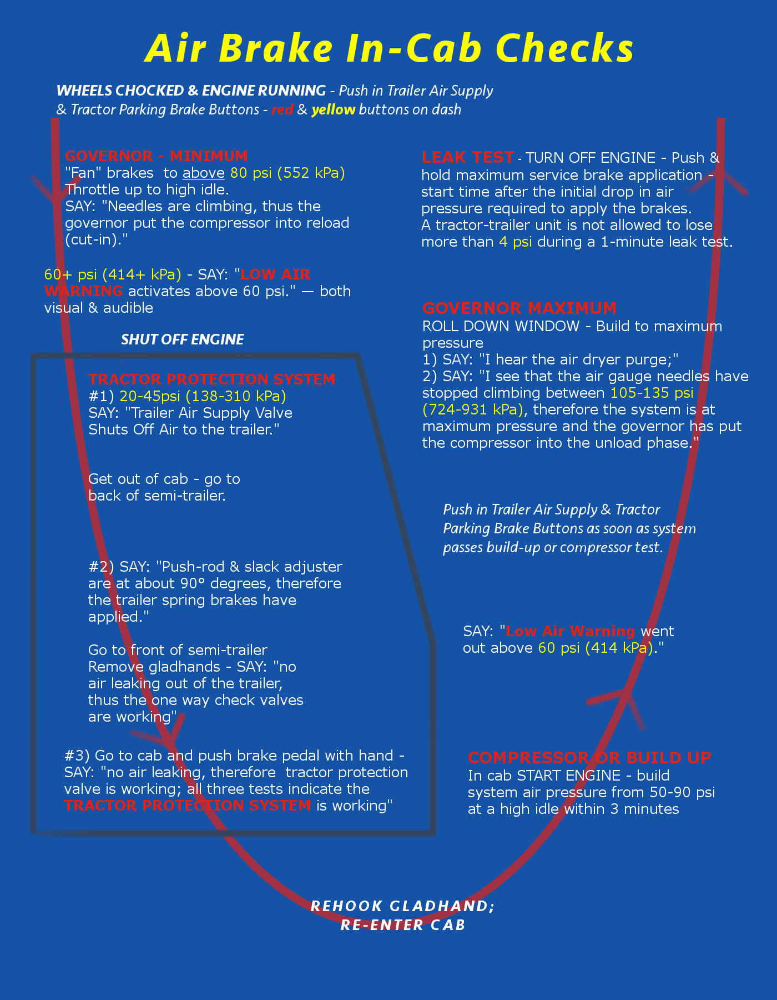 Air Brake In-Cab Checks
WHEELS CHOCKED & ENGINE RUNNING - Push in Trailer Air Supply
& Tractor Parking Brake Buttons - red & yellow buttons on dash
GOVERNOR - MINIMUM
"Fan" brakes to above 80 psi (552 kPa)
Throttle up to high idle.
SAY: "Needles are climbing, thus the
governor put the compressor into reload
(cut-in)."
60+ psi (414+ kPa) - SAY: "LOW AIR
WARNING activates above 60 psi." — both
visual & audible
SHUT OFF ENGINE
TRACTOR PROTECTION SYSTEM
#1) 20-45psi (138-310 kPa)
SAY: "Trailer Air Supply Valve
Shuts Off Air to the trailer."
Get out of cab - go to
back of semi-trailer.
#2) SAY: "Push-rod & slack adjuster
are at about 90° degrees, therefore
the trailer spring brakes have
applied."
Go to front of semi-trailer
Remove gladhands - SAY: "no
air leaking out of the trailer,
thus the one way check valves
are working"
#3) Go to cab and push brake pedal with hand -
SAY: "no air leaking, therefore tractor protection
valve is working; all three tests indicate the
TRACTOR PROTECTION SYSTEM is working"
REHOOK GLADHAND;
RE-ENTER CAB
COMPRESSOR OR BUILD UP
In cab START ENGINE - build
system air pressure from 50-90 psi
at a high idle within 3 minutes
SAY: "Low Air Warning went
out above 60 psi (414 kPa)."
Push in Trailer Air Supply & Tractor
Parking Brake Buttons as soon as system
passes build-up or compressor test.
GOVERNOR MAXIMUM
ROLL DOWN WINDOW - Build to maximum
pressure
1) SAY: "I hear the air dryer purge;"
2) SAY: "I see that the air gauge needles have
stopped climbing between 105-135 psi
(724-931 kPa), therefore the system is at
maximum pressure and the governor has put
the compressor into the unload phase."
LEAK TEST - TURN OFF ENGINE - Push &
hold maximum service brake application -
start time after the initial drop in air
pressure required to apply the brakes.
A tractor-trailer unit is not allowed to lose
more than 4 psi during a 1-minute leak test.